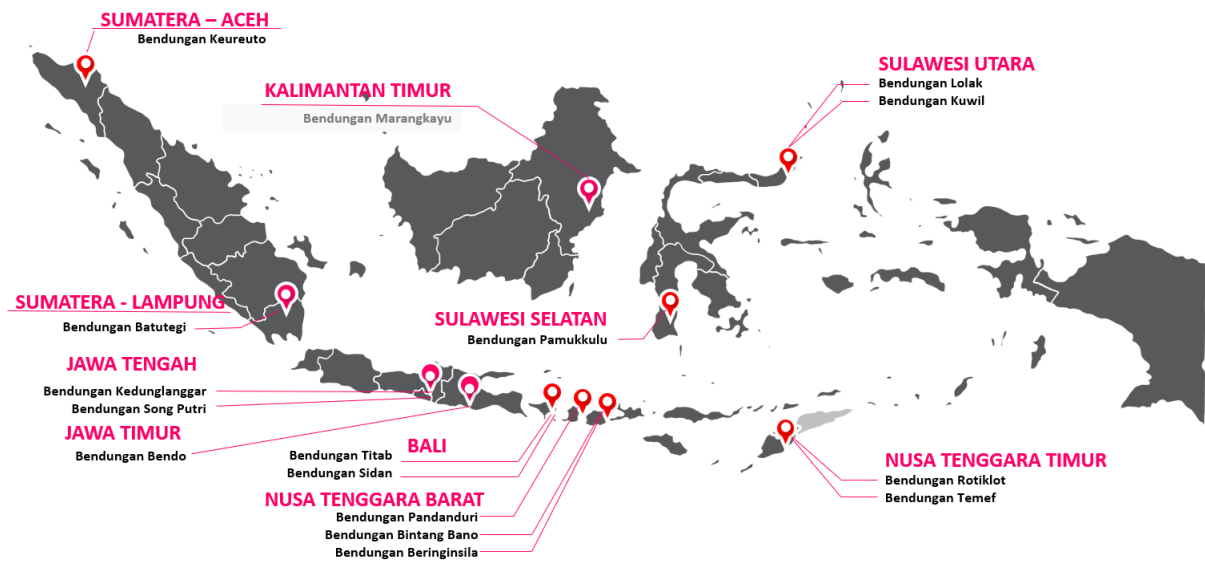 SUMATERA – ACEH
Bendungan Keureuto
KALIMANTAN TIMUR
Bendungan Marangkayu
SULAWESI UTARA
Bendungan Lolak
Bendungan Kuwil
SUMATERA - LAMPUNG
Bendungan Batutegi
SULAWESI SELATAN
Bendungan Pamukkulu
JAWA TENGAH
Bendungan Kedunglanggar
Bendungan Song Putri
JAWA TIMUR
Bendungan Bendo
BALI
Bendungan Titab
Bendungan Sidan
NUSA TENGGARA BARAT
Bendungan Pandanduri
Bendungan Bintang Bano
Bendungan Beringinsila
NUSA TENGGARA TIMUR
Bendungan Rotiklot
Bendungan Temef